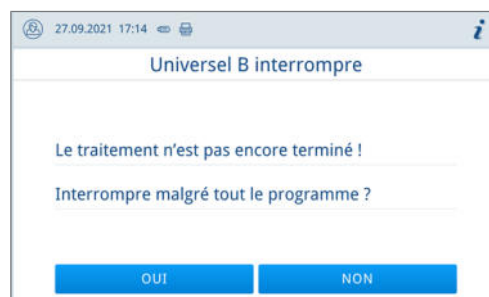 27.09.2021 17:14
Universel B interrompre
Le traitement n'est pas encore terminé !
Interrompre malgré tout le programme ?
OUI NON